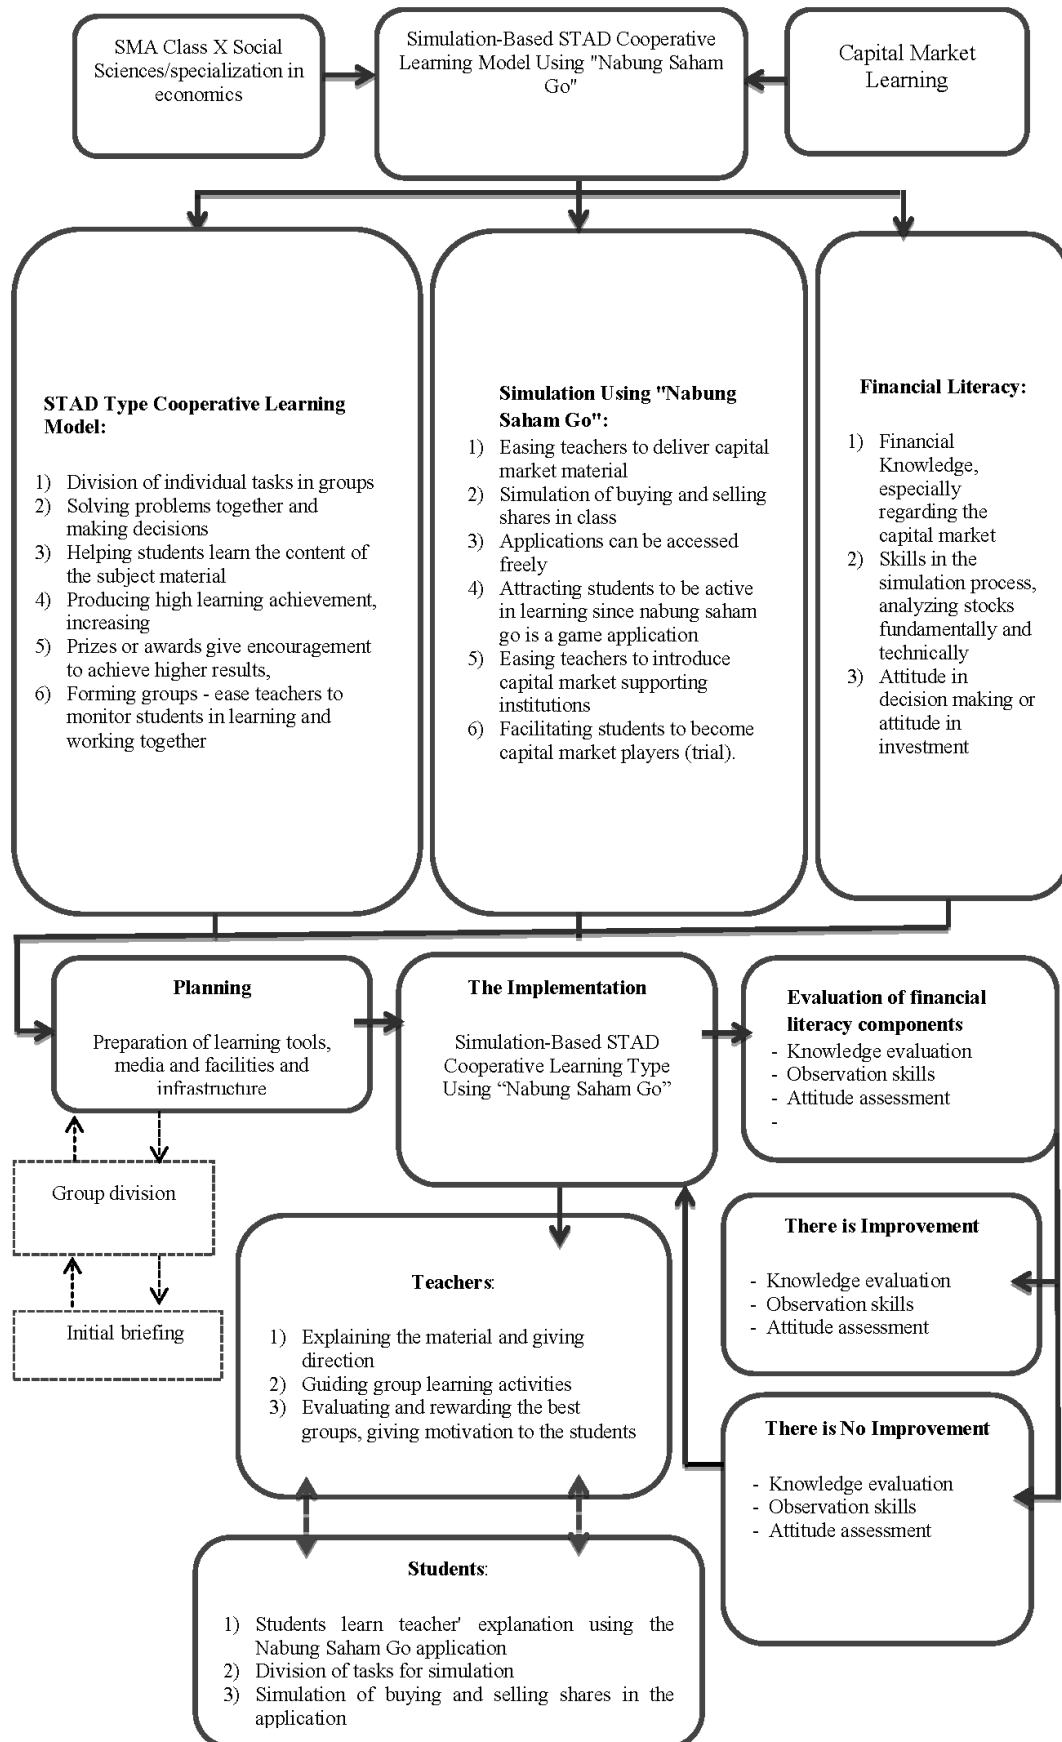 SMA Class X Social
Sciences/specialization in
economics
Simulation-Based STAD Cooperative
Learning Model Using "Nabung Saham
Go"
Capital Market
Learning
STAD Type Cooperative Learning
Model:
1) Division of individual tasks in groups
2) Solving problems together and
making decisions
3) Helping students learn the content of
the subject material
4) Producing high learning achievement,
increasing
5) Prizes or awards give encouragement
to achieve higher results,
6) Forming groups - ease teachers to
monitor students in learning and
working together
Simulation Using "Nabung
Saham Go":
1) Easing teachers to deliver capital
market material
2) Simulation of buying and selling
shares in class
3) Applications can be accessed
freely
4) Attracting students to be active
in learning since nabung saham
go is a game application
5) Easing teachers to introduce
capital market supporting
institutions
6) Facilitating students to become
capital market players (trial).
Financial Literacy:
1) Financial
Knowledge,
especially
regarding the
capital market
2) Skills in the
simulation process,
analyzing stocks
fundamentally and
technically
3) Attitude in
decision making or
attitude in
investment
Planning
Preparation of learning tools,
media and facilities and
infrastructure
The Implementation
Simulation-Based STAD
Cooperative Learning Type
Using “Nabung Saham Go”
Evaluation of financial
literacy components
- Knowledge evaluation
- Observation skills
- Attitude assessment
-
Group division
Initial briefing
There is Improvement
- Knowledge evaluation
- Observation skills
- Attitude assessment
Teachers:
1) Explaining the material and giving
direction
2) Guiding group learning activities
3) Evaluating and rewarding the best
groups, giving motivation to the students
There is No Improvement
- Knowledge evaluation
- Observation skills
- Attitude assessment
Students:
1) Students learn teacher' explanation using the
Nabung Saham Go application
2) Division of tasks for simulation
3) Simulation of buying and selling shares in the
application